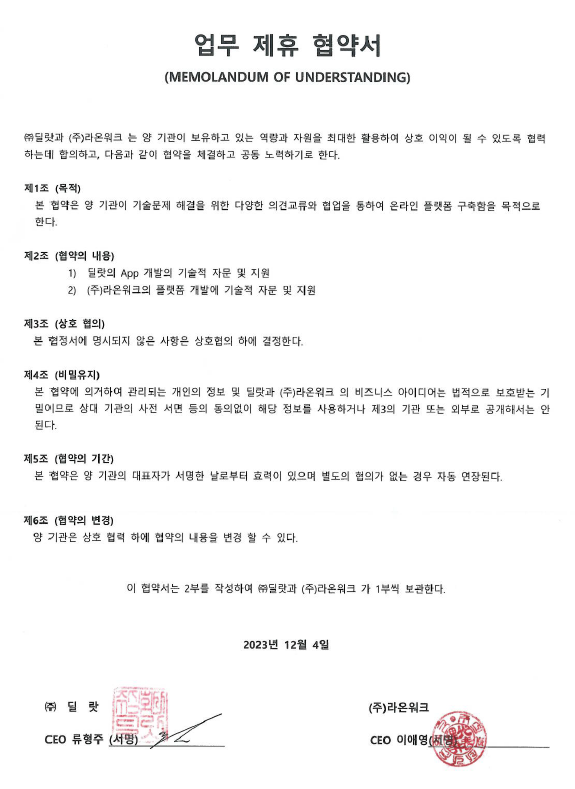 업무 제휴 협약서
(MEMOLANDUM OF UNDERSTANDING)
㈜딜랏과 (주)라온워크 는 양 기관이 보유하고 있는 역량과 자원을 최대한 활용하여 상호 이익이 될 수 있도록 협력
하는데 합의하고, 다음과 같이 협약을 체결하고 공동 노력하기로 한다.
제1조 (목적)
본 협약은 양 기관이 기술문제 해결을 위한 다양한 의견교류와 협업을 통하여 온라인 플랫폼 구축함을 목적으로
한다.
제2조 (협약의 내용)
1) 딜랏의 App 개발의 기술적 자문 및 지원
2) (주)라온워크의 플랫폼 개발에 기술적 자문 및 지원
제3조 (상호 협의)
본 협정서에 명시되지 않은 사항은 상호협의 하에 결정한다.
제4조 (비밀유지)
본 협약에 의거하여 관리되는 개인의 정보 및 딜랏과 (주)라온워크 의 비즈니스 아이디어는 법적으로 보호받는 기
밀이므로 상대 기관의 사전 서면 등의 동의없이 해당 정보를 사용하거나 제3의 기관 또는 외부로 공개해서는 안
된다.
제5조 (협약의 기간)
본 협약은 양 기관의 대표자가 서명한 날로부터 효력이 있으며 별도의 협의가 없는 경우 자동 연장된다.
제6조 (협약의 변경)
양 기관은 상호 협력 하에 협약의 내용을 변경 할 수 있다.
이 협약서는 2부를 작성하여 ㈜딜랏과 (주)라온워크 가 1부씩 보관한다.
2023년 12월 4일
㈜ 딜 랏
CEO 류형주 (서명)
(주)라온워크
CEO 이애영(서명)